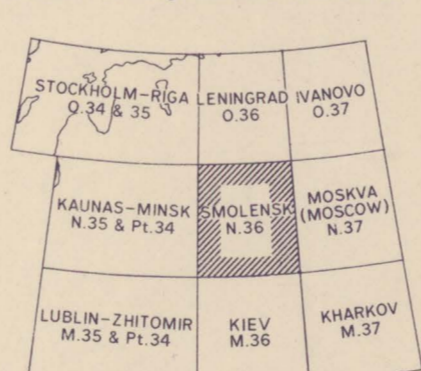 STOCKHOLM-RIGA
O.34 & 35
LENINGRAD
O.36
IVANOVO
O.37
KAUNAS-MINSK
N.35 & Pt.34
SMOLENSK
N.36
MOSKVA
(MOSCOW)
N.37
LUBLIN-ZHITOMIR
M.35 & Pt.34
KIEV
M.36
KHARKOV
M.37